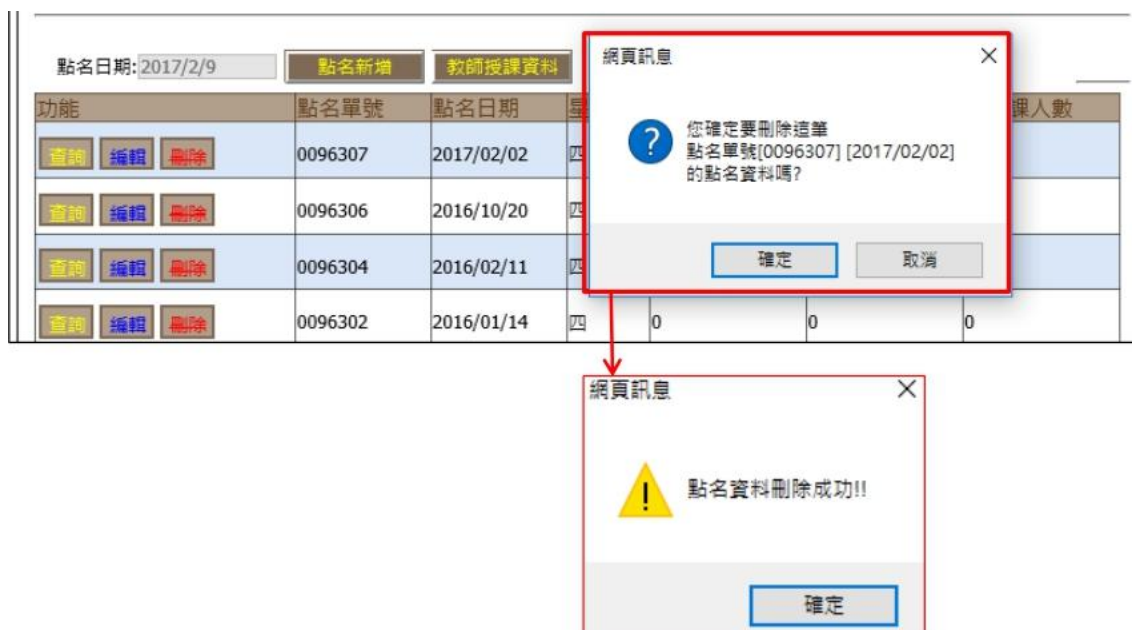 點名日期: 2017/2/9 點名新增 教師授課資料
功能 點名單號 點名日期 星 課人數
查詢 編輯 刪除 0096307 2017/02/02 四
查詢 編輯 刪除 0096306 2016/10/20 四
查詢 編輯 刪除 0096304 2016/02/11 四
查詢 編輯 刪除 0096302 2016/01/14 四 0 0 0
網頁訊息
您確定要刪除這筆
點名單號[0096307] [2017/02/02]
的點名資料嗎?
確定 取消
網頁訊息
點名資料刪除成功!!
確定